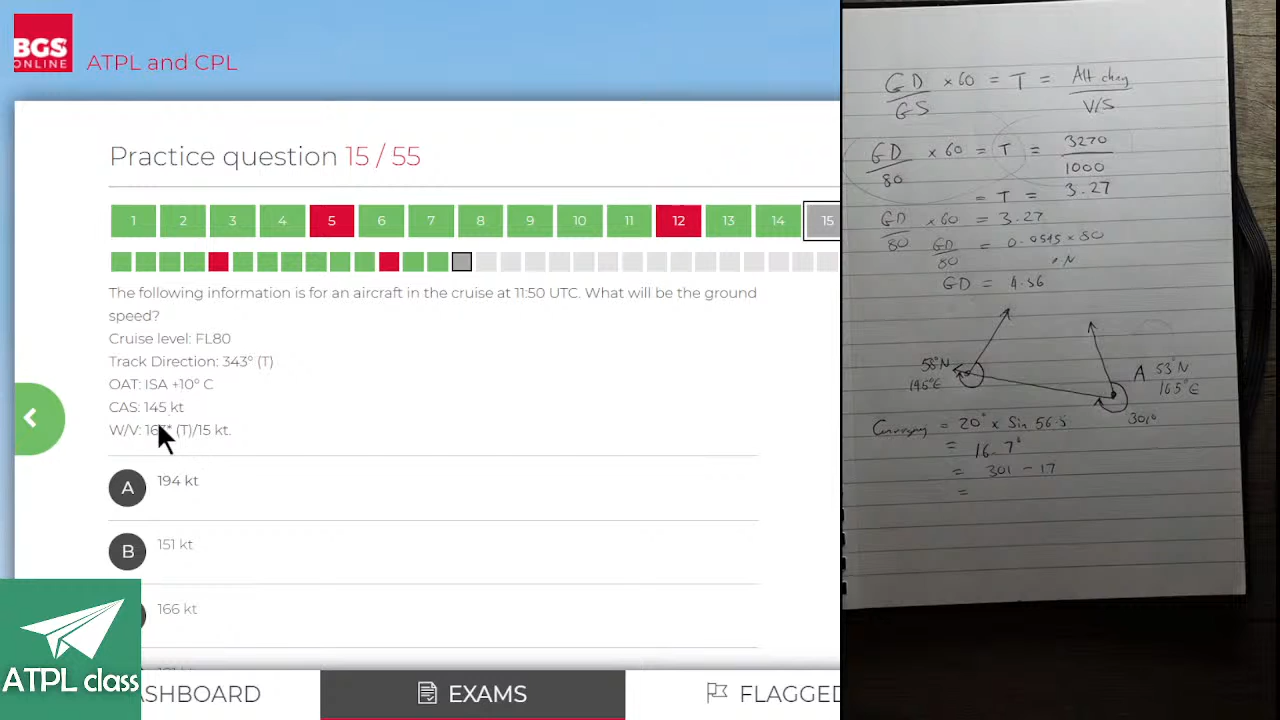 BGS
ONLINE
ATPL and CPL
Practice question 15 / 55
1 2 3 4 5 6 7 8 9 10 11 12 13 14 15
The following information is for an aircraft in the cruise at 11:50 UTC. What will be the ground
speed?
Cruise level: FL80
Track Direction: 343° (T)
OAT: ISA +10° C
CAS: 145 kt
W/V: (T)/15 kt.
A 194 kt
B 151 kt
166 kt
ATPL class
DASHBOARD
EXAMS
FLAGGED
GD/GS × 60 = T = Alt chng/V/S
GD/80 × 60 = T = 3270/1000
= T = 3.27
GD/80 × 60 = 3.27
GD/80 = 0.0545 × 80
GD = 4.36
53°N
145°E
A 53°N
165°E
301°
= 20° × Sin 56.5
= 16.7°
= 301 - 17
=